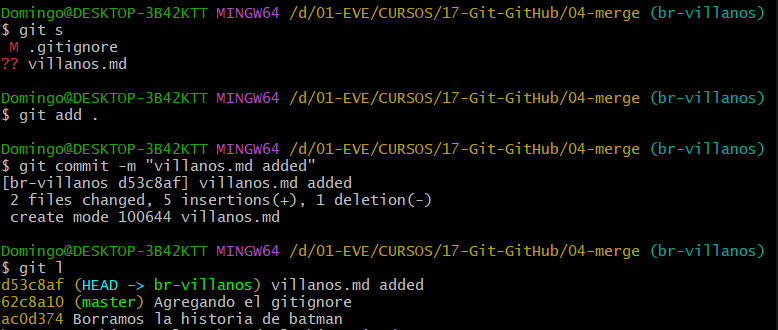 Domingo@DESKTOP-3B42KTT MINGW64 /d/01-EVE/CURSOS/17-Git-GitHub/04-merge (br-villanos)
$ git s
 M .gitignore
?? villanos.md
Domingo@DESKTOP-3B42KTT MINGW64 /d/01-EVE/CURSOS/17-Git-GitHub/04-merge (br-villanos)
$ git add .
Domingo@DESKTOP-3B42KTT MINGW64 /d/01-EVE/CURSOS/17-Git-GitHub/04-merge (br-villanos)
$ git commit -m "villanos.md added"
[br-villanos d53c8af] villanos.md added
 2 files changed, 5 insertions(+), 1 deletion(-)
 create mode 100644 villanos.md
Domingo@DESKTOP-3B42KTT MINGW64 /d/01-EVE/CURSOS/17-Git-GitHub/04-merge (br-villanos)
$ git l
d53c8af (HEAD -> br-villanos) villanos.md added
62c8a10 (master) Agregando el gitignore
ac0d374 Borramos la historia de batman